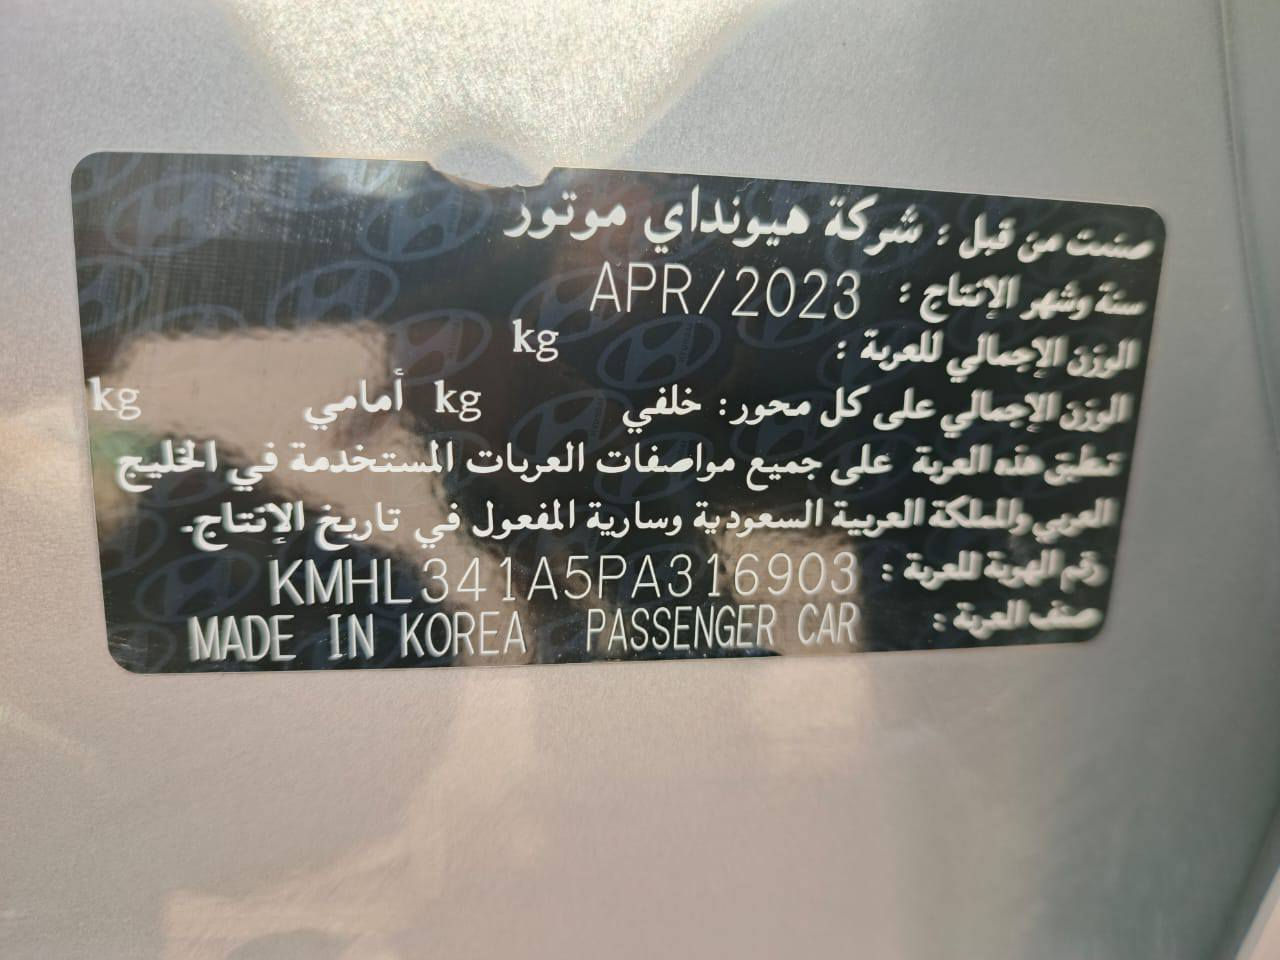 صنعت من قبل : شركة هيونداي موتور
سنة وشهر الإنتاج : APR/2023
الوزن الإجمالي للعربة : kg
الوزن الإجمالي على كل محور: خلفي kg أمامي kg
تنطبق هذه العربة على جميع مواصفات العربات المستخدمة في الخليج
العربي والمملكة العربية السعودية وسارية المفعول في تاريخ الإنتاج.
رقم الهوية للعربة : KMHL341A5PA316903
صنف العربة : PASSENGER CAR MADE IN KOREA